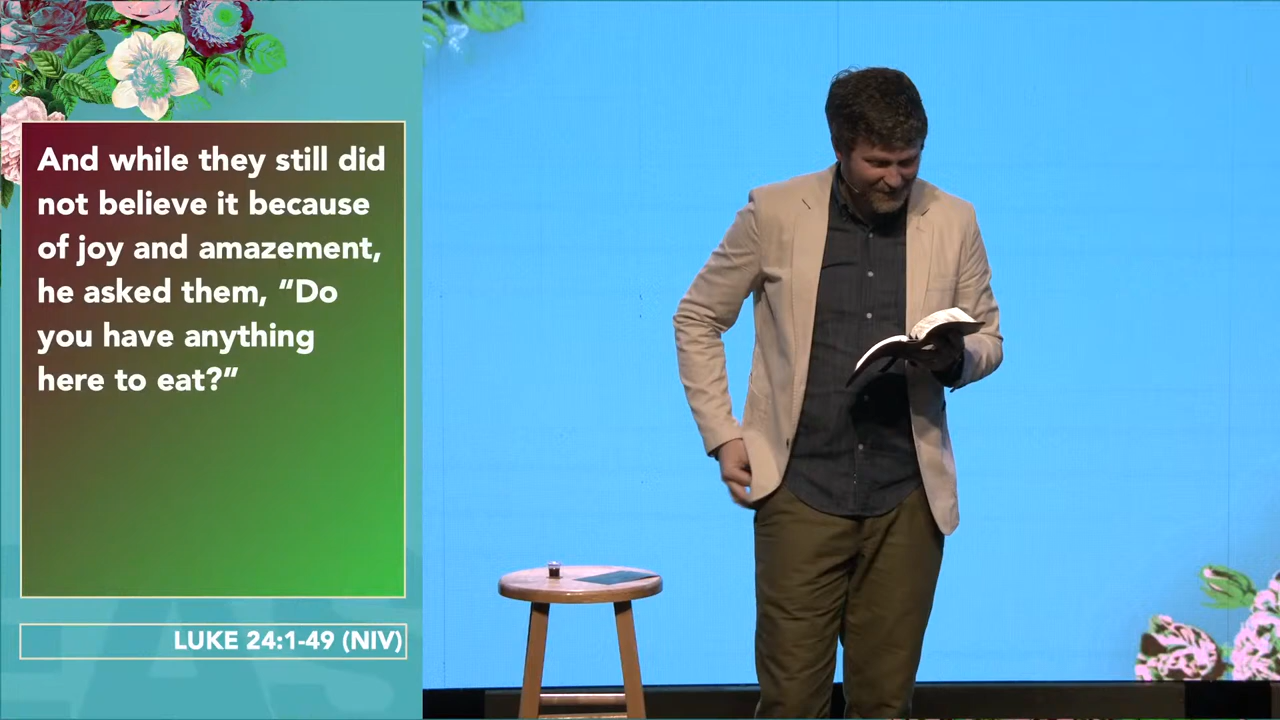 And while they still did
not believe it because
of joy and amazement,
he asked them, “Do
you have anything
here to eat?”
LUKE 24:1-49 (NIV)